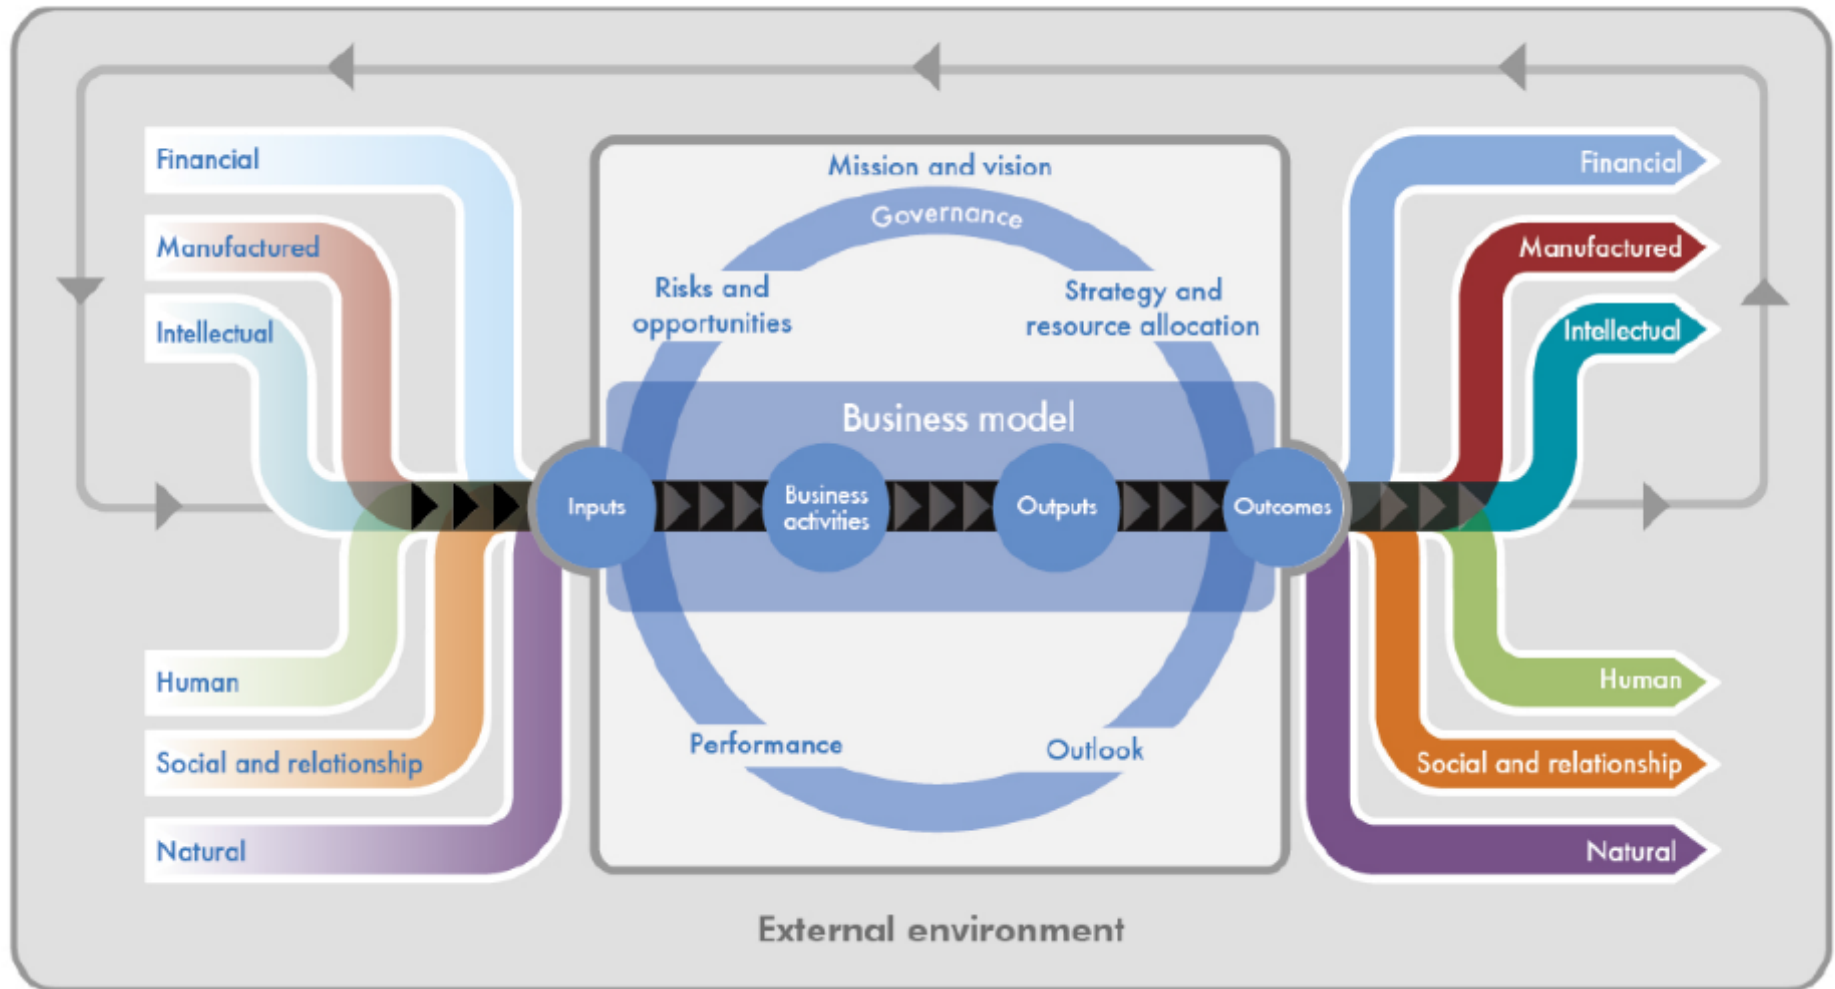 Financial
Manufactured
Intellectual
Human
Social and relationship
Natural
Mission and vision
Governance
Risks and
opportunities
Strategy and
resource allocation
Business model
Inputs
Business
activities
Outputs
Outcomes
Performance
Outlook
Financial
Manufactured
Intellectual
Human
Social and relationship
Natural
External environment